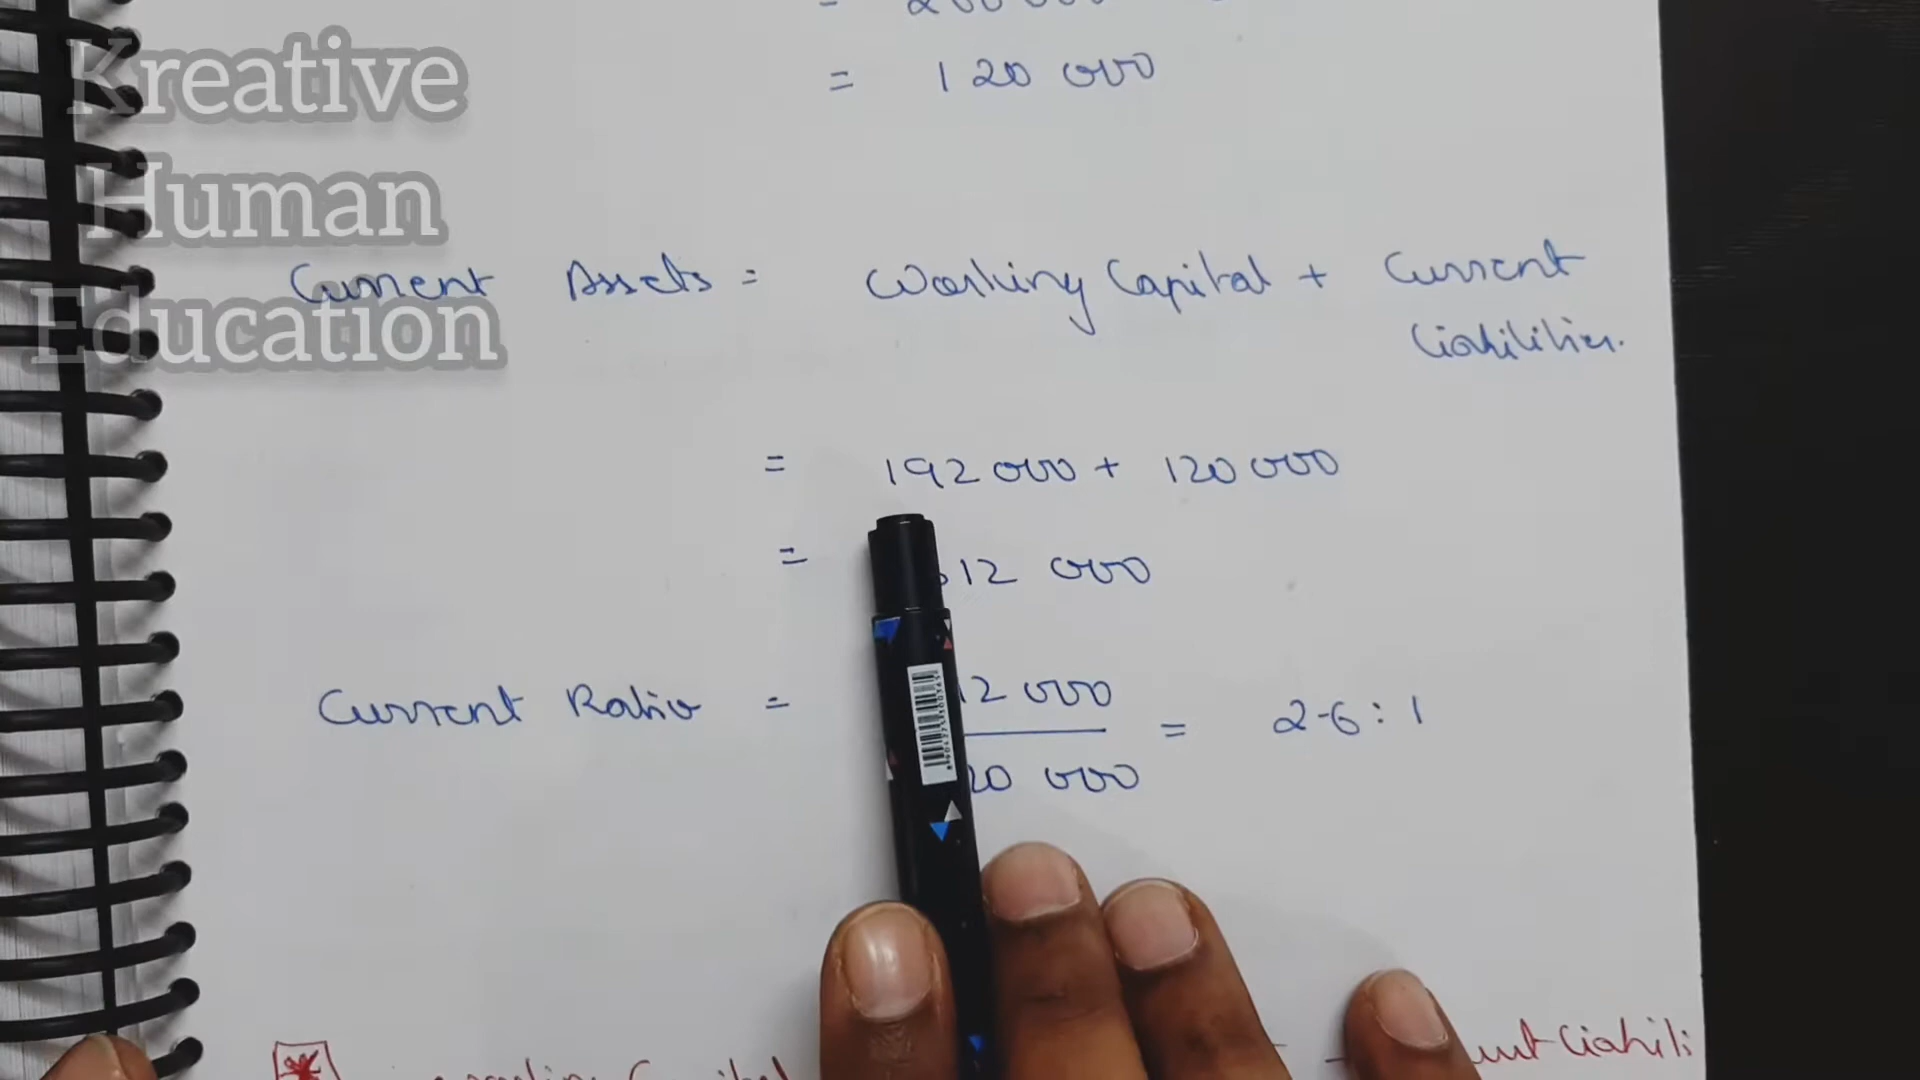 Kreative
Human
Education
= 120 000
Current Assets = Working Capital + Current
Liabilities.
= 192 000 + 120 000
= 12 000
Current Ratio = 12 000 / 20 000 = 2.6 : 1
Capital